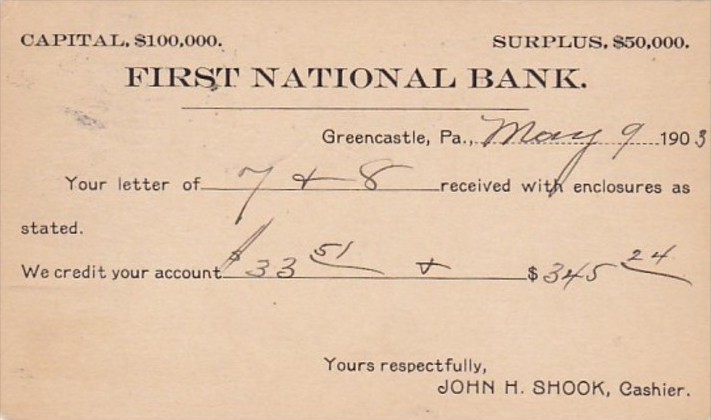 CAPITAL, $100,000. SURPLUS, $50,000.
FIRST NATIONAL BANK.
Greencastle, Pa., May 9 1903
Your letter of 7 + 8 received with enclosures as
stated.
We credit your account $33 51 + $345 24
Yours respectfully,
JOHN H. SHOOK, Cashier.